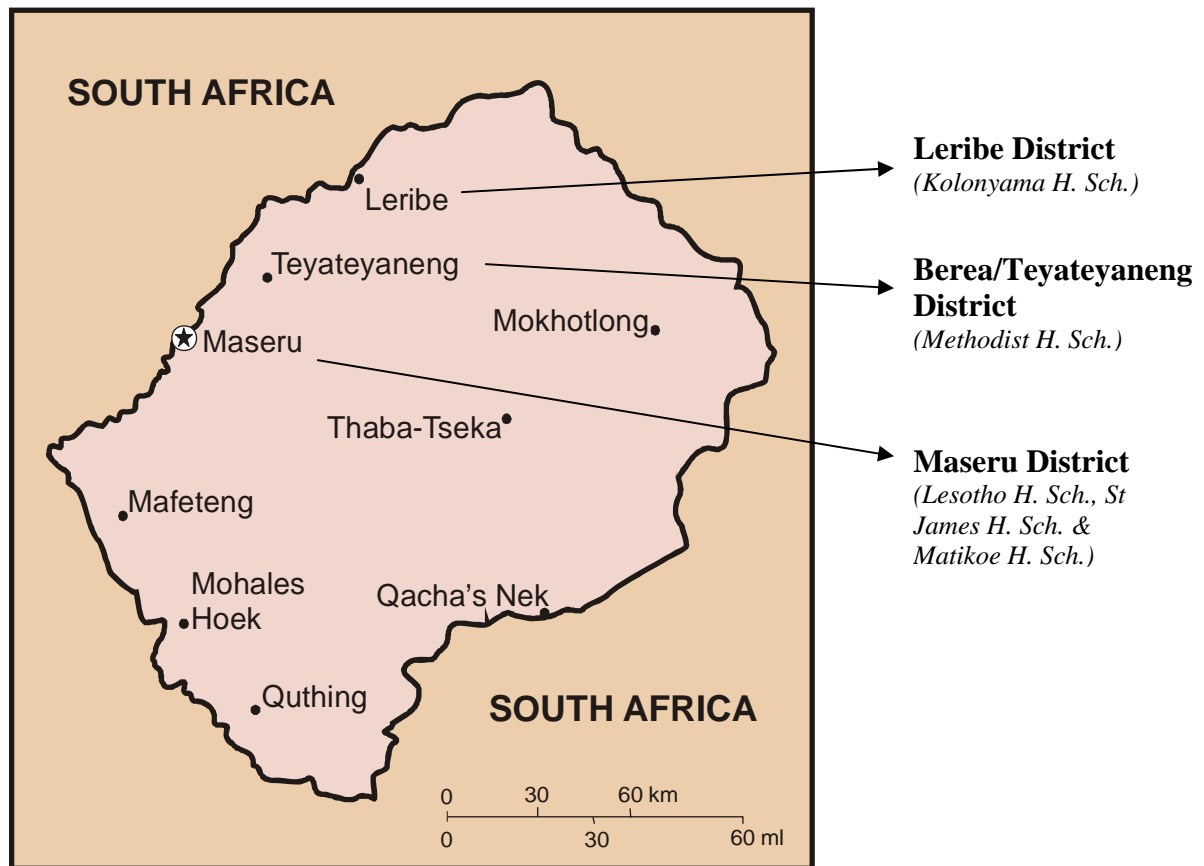 SOUTH AFRICA
Leribe
Teyateyaneng
Mokhotlong
Maseru
Thaba-Tseka
Mafeteng
Mohales
Hoek
Qacha's Nek
Quthing
SOUTH AFRICA
0 30 60 km
0 30 60 ml
Leribe District
(Kolonyama H. Sch.)
Berea/Teyateyaneng
District
(Methodist H. Sch.)
Maseru District
(Lesotho H. Sch., St
James H. Sch. &
Matikoe H. Sch.)